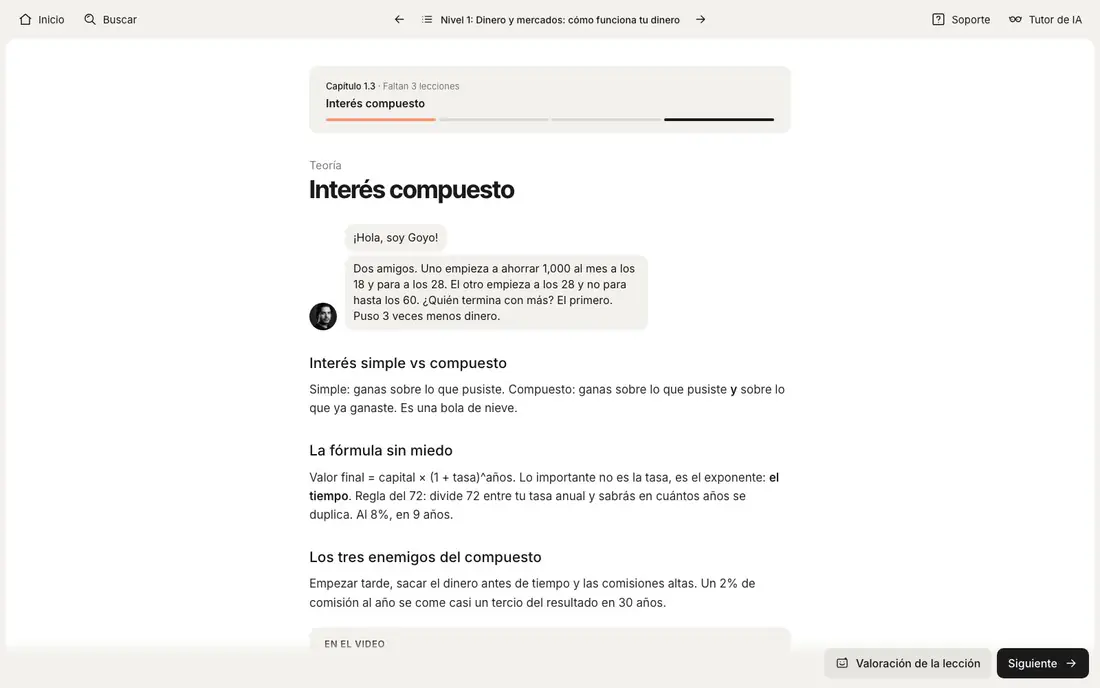 Inicio
Buscar
Nivel 1: Dinero y mercados: cómo funciona tu dinero
Soporte
Tutor de IA
Capítulo 1.3 · Faltan 3 lecciones
Interés compuesto
Teoría
Interés compuesto
¡Hola, soy Goyo!
Dos amigos. Uno empieza a ahorrar 1,000 al mes a los
18 y para a los 28. El otro empieza a los 28 y no para
hasta los 60. ¿Quién termina con más? El primero.
Puso 3 veces menos dinero.
Interés simple vs compuesto
Simple: ganas sobre lo que pusiste. Compuesto: ganas sobre lo que pusiste y sobre lo
que ya ganaste. Es una bola de nieve.
La fórmula sin miedo
Valor final = capital × (1 + tasa)^años. Lo importante no es la tasa, es el exponente: el
tiempo. Regla del 72: divide 72 entre tu tasa anual y sabrás en cuántos años se
duplica. Al 8%, en 9 años.
Los tres enemigos del compuesto
Empezar tarde, sacar el dinero antes de tiempo y las comisiones altas. Un 2% de
comisión al año se come casi un tercio del resultado en 30 años.
EN EL VIDEO
Valoración de la lección
Siguiente